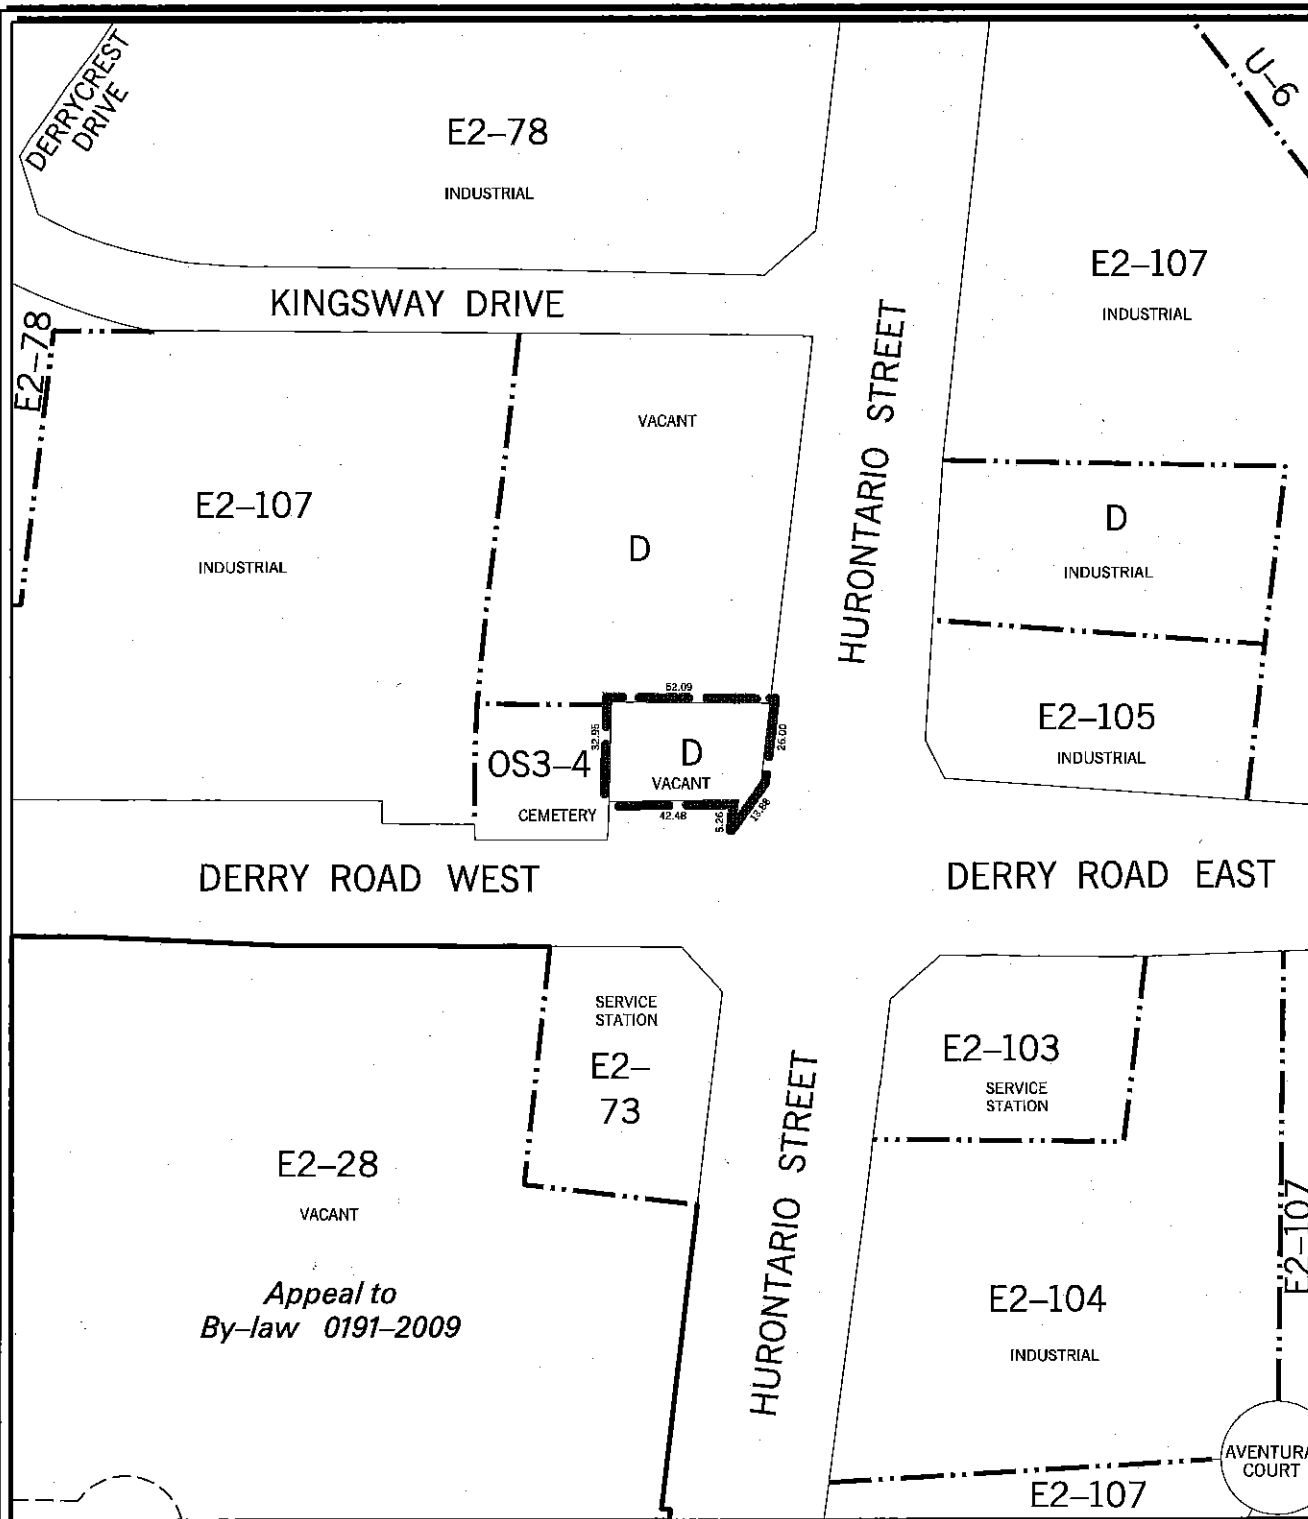 DERRYCREST
DRIVE
E2–78
INDUSTRIAL
U–6
E2–107
INDUSTRIAL
KINGSWAY DRIVE
E2–78
HURONTARIO STREET
VACANT
D
E2–107
INDUSTRIAL
D
INDUSTRIAL
52.09
32.95
26.00
OS3–4
CEMETERY
D
VACANT
42.48
5.26
13.88
E2–105
INDUSTRIAL
DERRY ROAD WEST
DERRY ROAD EAST
SERVICE
STATION
E2–
73
E2–103
SERVICE
STATION
E2–28
VACANT
Appeal to
By–law 0191–2009
HURONTARIO STREET
E2–104
INDUSTRIAL
E2–107
AVENTURA
COURT
E2–107